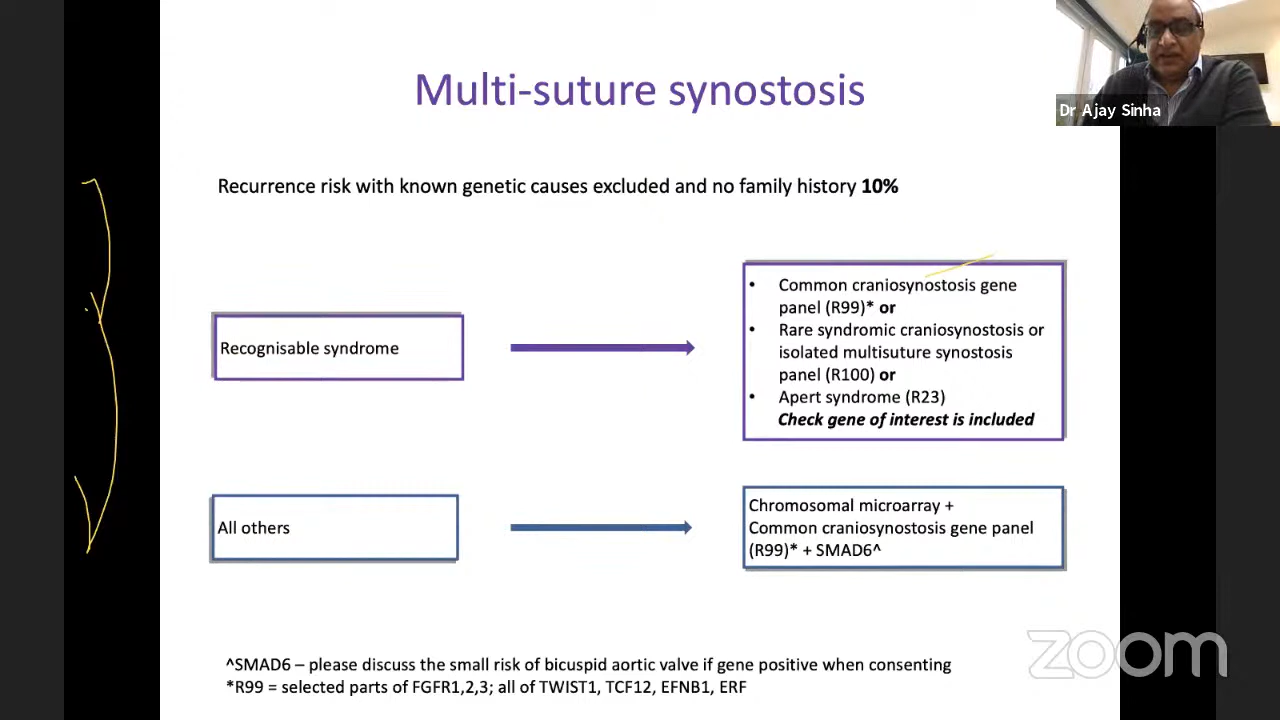 Multi-suture synostosis
Dr Ajay Sinha
Recurrence risk with known genetic causes excluded and no family history 10%
Recognisable syndrome
• Common craniosynostosis gene
panel (R99)* or
• Rare syndromic craniosynostosis or
isolated multisuture synostosis
panel (R100) or
• Apert syndrome (R23)
Check gene of interest is included
All others
Chromosomal microarray +
Common craniosynostosis gene panel
(R99)* + SMAD6^
^SMAD6 – please discuss the small risk of bicuspid aortic valve if gene positive when consenting
*R99 = selected parts of FGFR1,2,3; all of TWIST1, TCF12, EFNB1, ERF
zoom